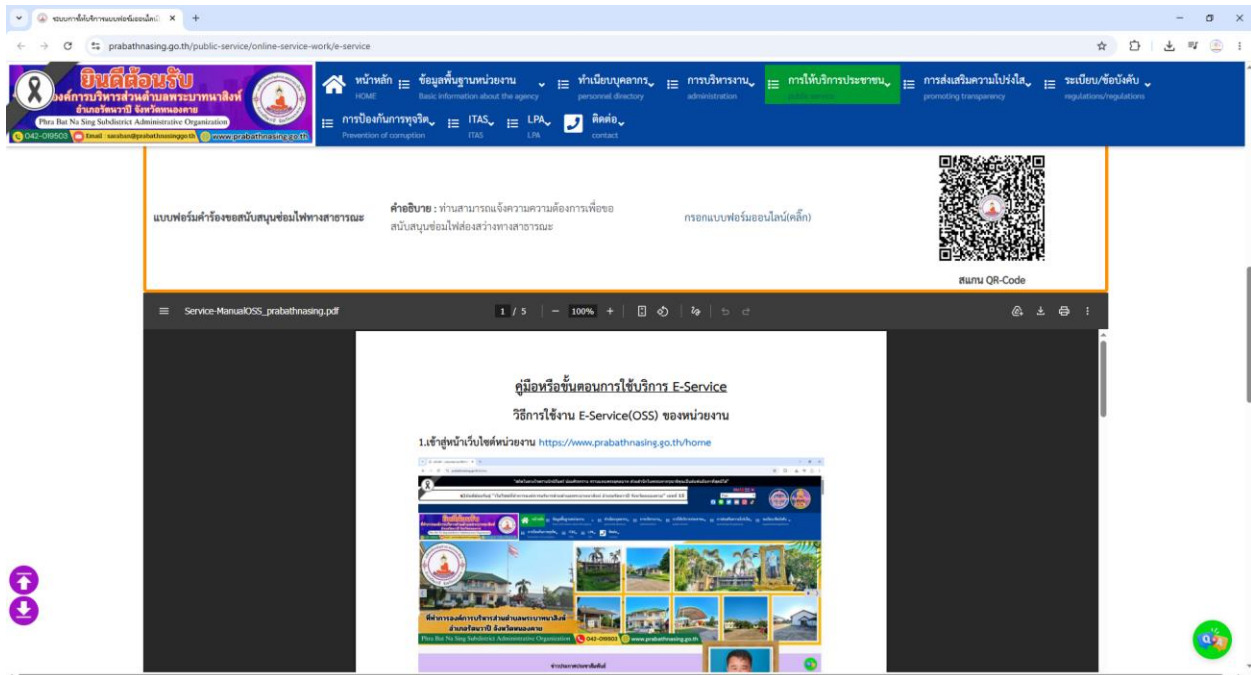 prabathnasing.go.th/public-service/online-service-work/e-service
ยินดีต้อนรับ
องค์การบริหารส่วนตำบลพระบาทนาสิงห์
อำเภอรัตนวาปี จังหวัดหนองคาย
Phra Bat Na Sing Subdistrict Administrative Organization
042-019503
www.prabathnasing.go.th
หน้าหลัก ข้อมูลพื้นฐานหน่วยงาน ทำเนียบบุคลากร การบริหารงาน การให้บริการประชาชน การส่งเสริมความโปร่งใส ระเบียบ/ข้อบังคับ
HOME Basic information about the agency personnel directory administration promoting transparency regulations/regulations
การป้องกันการทุจริต ITAS LPA ติดต่อ
Prevention of corruption ITAS LPA contact
แบบฟอร์มคำร้องขอสนับสนุนซ่อมไฟทางสาธารณะ
คำอธิบาย : ท่านสามารถแจ้งความความต้องการเพื่อขอ
สนับสนุนซ่อมไฟส่องสว่างทางสาธารณะ
กรอกแบบฟอร์มออนไลน์(คลิ๊ก)
สแกน QR-Code
Service-ManualOSS_prabathnasing.pdf 1 / 5 100%
คู่มือหรือขั้นตอนการใช้บริการ E-Service
วิธีการใช้งาน E-Service(OSS) ของหน่วยงาน
1.เข้าสู่หน้าเว็บไซต์หน่วยงาน https://www.prabathnasing.go.th/home
ที่ทำการองค์การบริหารส่วนตำบลพระบาทนาสิงห์
อำเภอรัตนวาปี จังหวัดหนองคาย
Phra Bat Na Sing Subdistrict Administrative Organization 042-019503 www.prabathnasing.go.th
ข่าวประชาสัมพันธ์